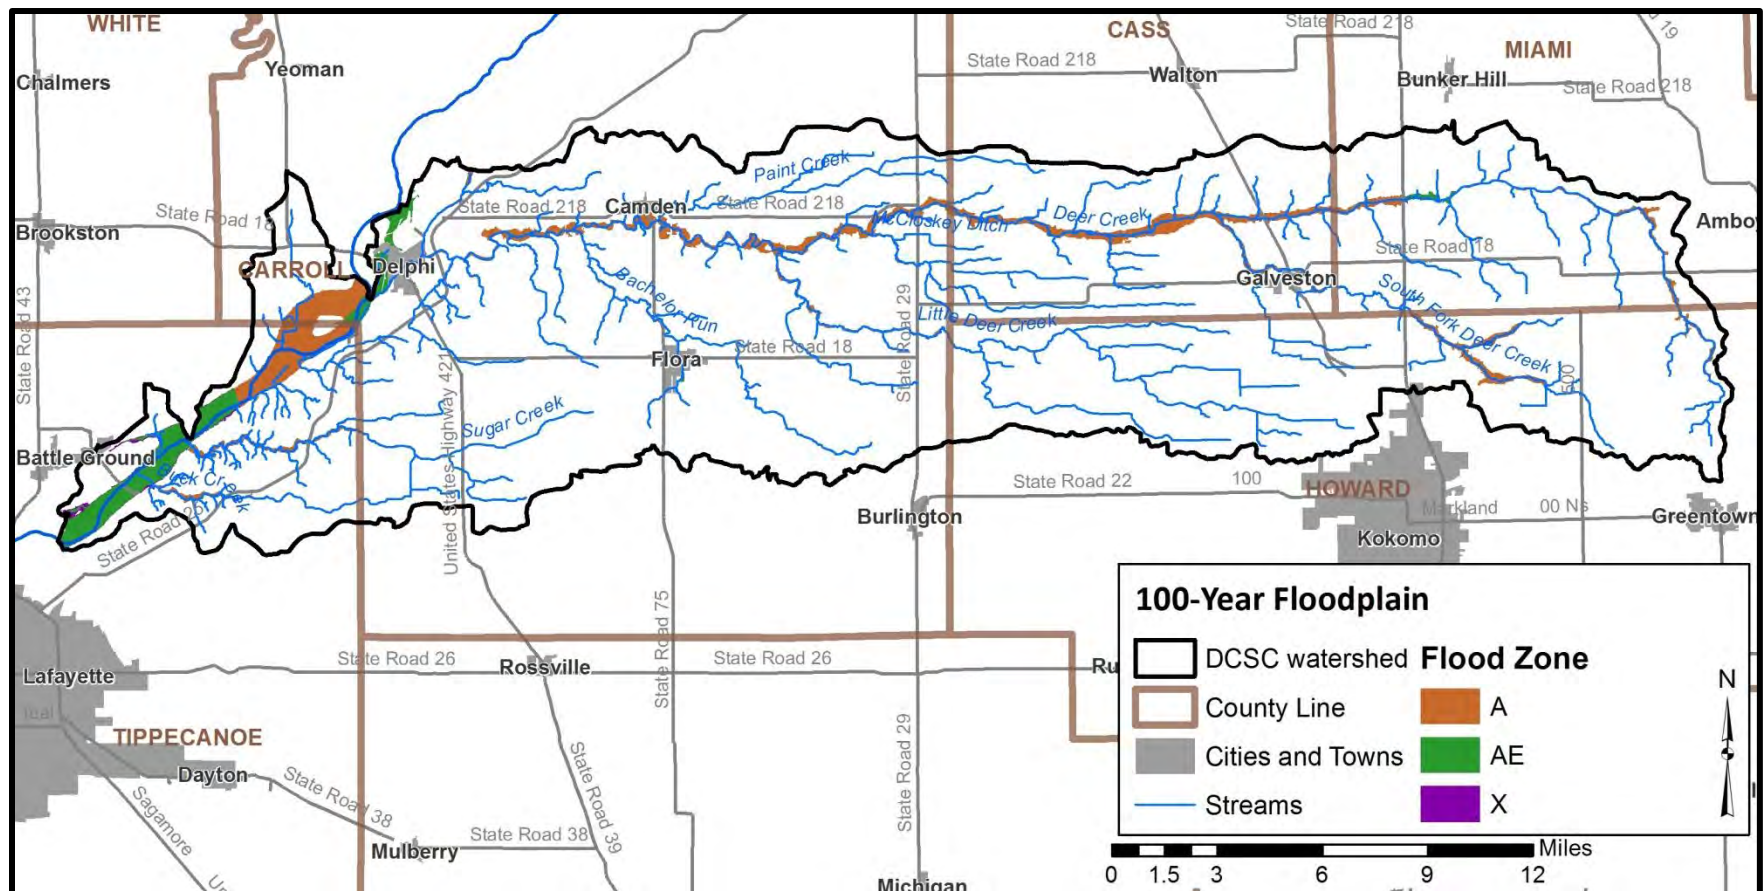 WHITE
CASS
State Road 218
19
MIAMI
Chalmers
Yeoman
State Road 218
Walton
Bunker Hill
State Road 218
Paint Creek
Brookston
State Road 18
State Road 218
Camden
State Road 218
McCloskey Ditch
Deer Creek
State Road 18
Amboy
CARROLL
Delphi
Bachelor Run
Galveston
South Fork Deer Creek
State Road 43
State Road 29
Little Deer Creek
Flora
State Road 18
500
United States Highway 421
Sugar Creek
Battle Ground
Buck Creek
State Road 25
State Road 22
100
HOWARD
Burlington
Markland
00 Ns
Greentown
Kokomo
State Road 75
State Road 26
Rossville
State Road 26
Ru
Lafayette
TIPPECANOE
Dayton
State Road 38
Sagamore
State Road 39
State Road 29
Mulberry
State Road 38
Michigan
100-Year Floodplain
DCSC watershed
Flood Zone
County Line
A
Cities and Towns
AE
Streams
X
N
Miles
0 1.5 3 6 9 12